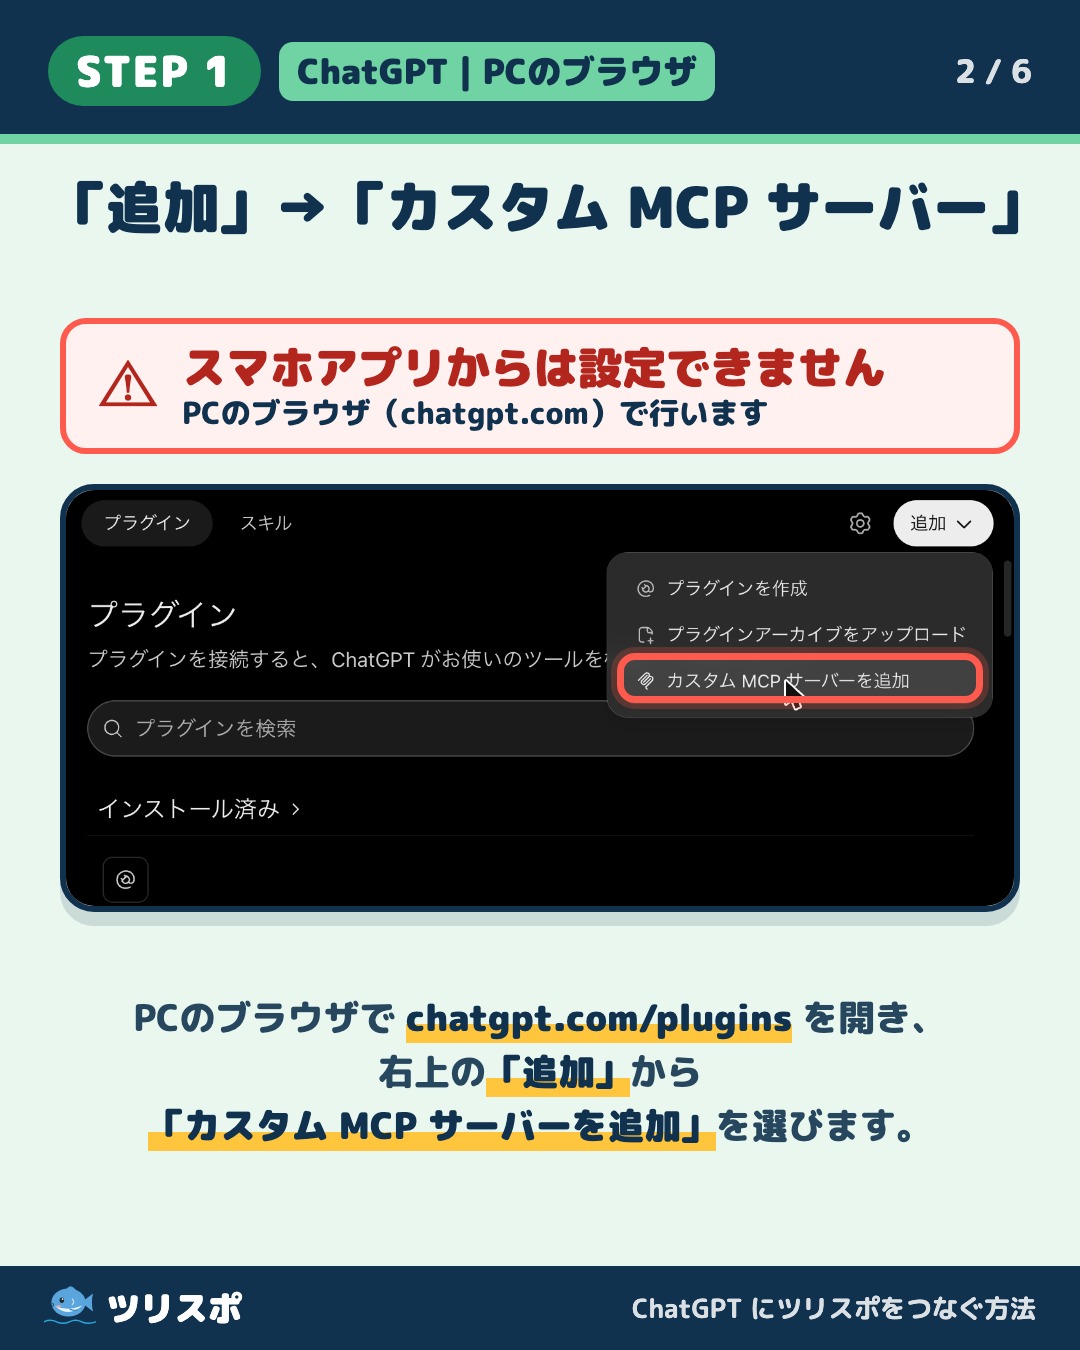 STEP 1
ChatGPT | PCのブラウザ
2 / 6
「追加」→「カスタム MCP サーバー」
スマホアプリからは設定できません
PCのブラウザ（chatgpt.com）で行います
プラグイン
スキル
追加
プラグインを作成
プラグイン
プラグインアーカイブをアップロード
プラグインを接続すると、ChatGPT がお使いのツールを
カスタム MCP サーバーを追加
プラグインを検索
インストール済み
PCのブラウザで chatgpt.com/plugins を開き、
右上の「追加」から
「カスタム MCP サーバーを追加」を選びます。
ツリスポ
ChatGPT にツリスポをつなぐ方法